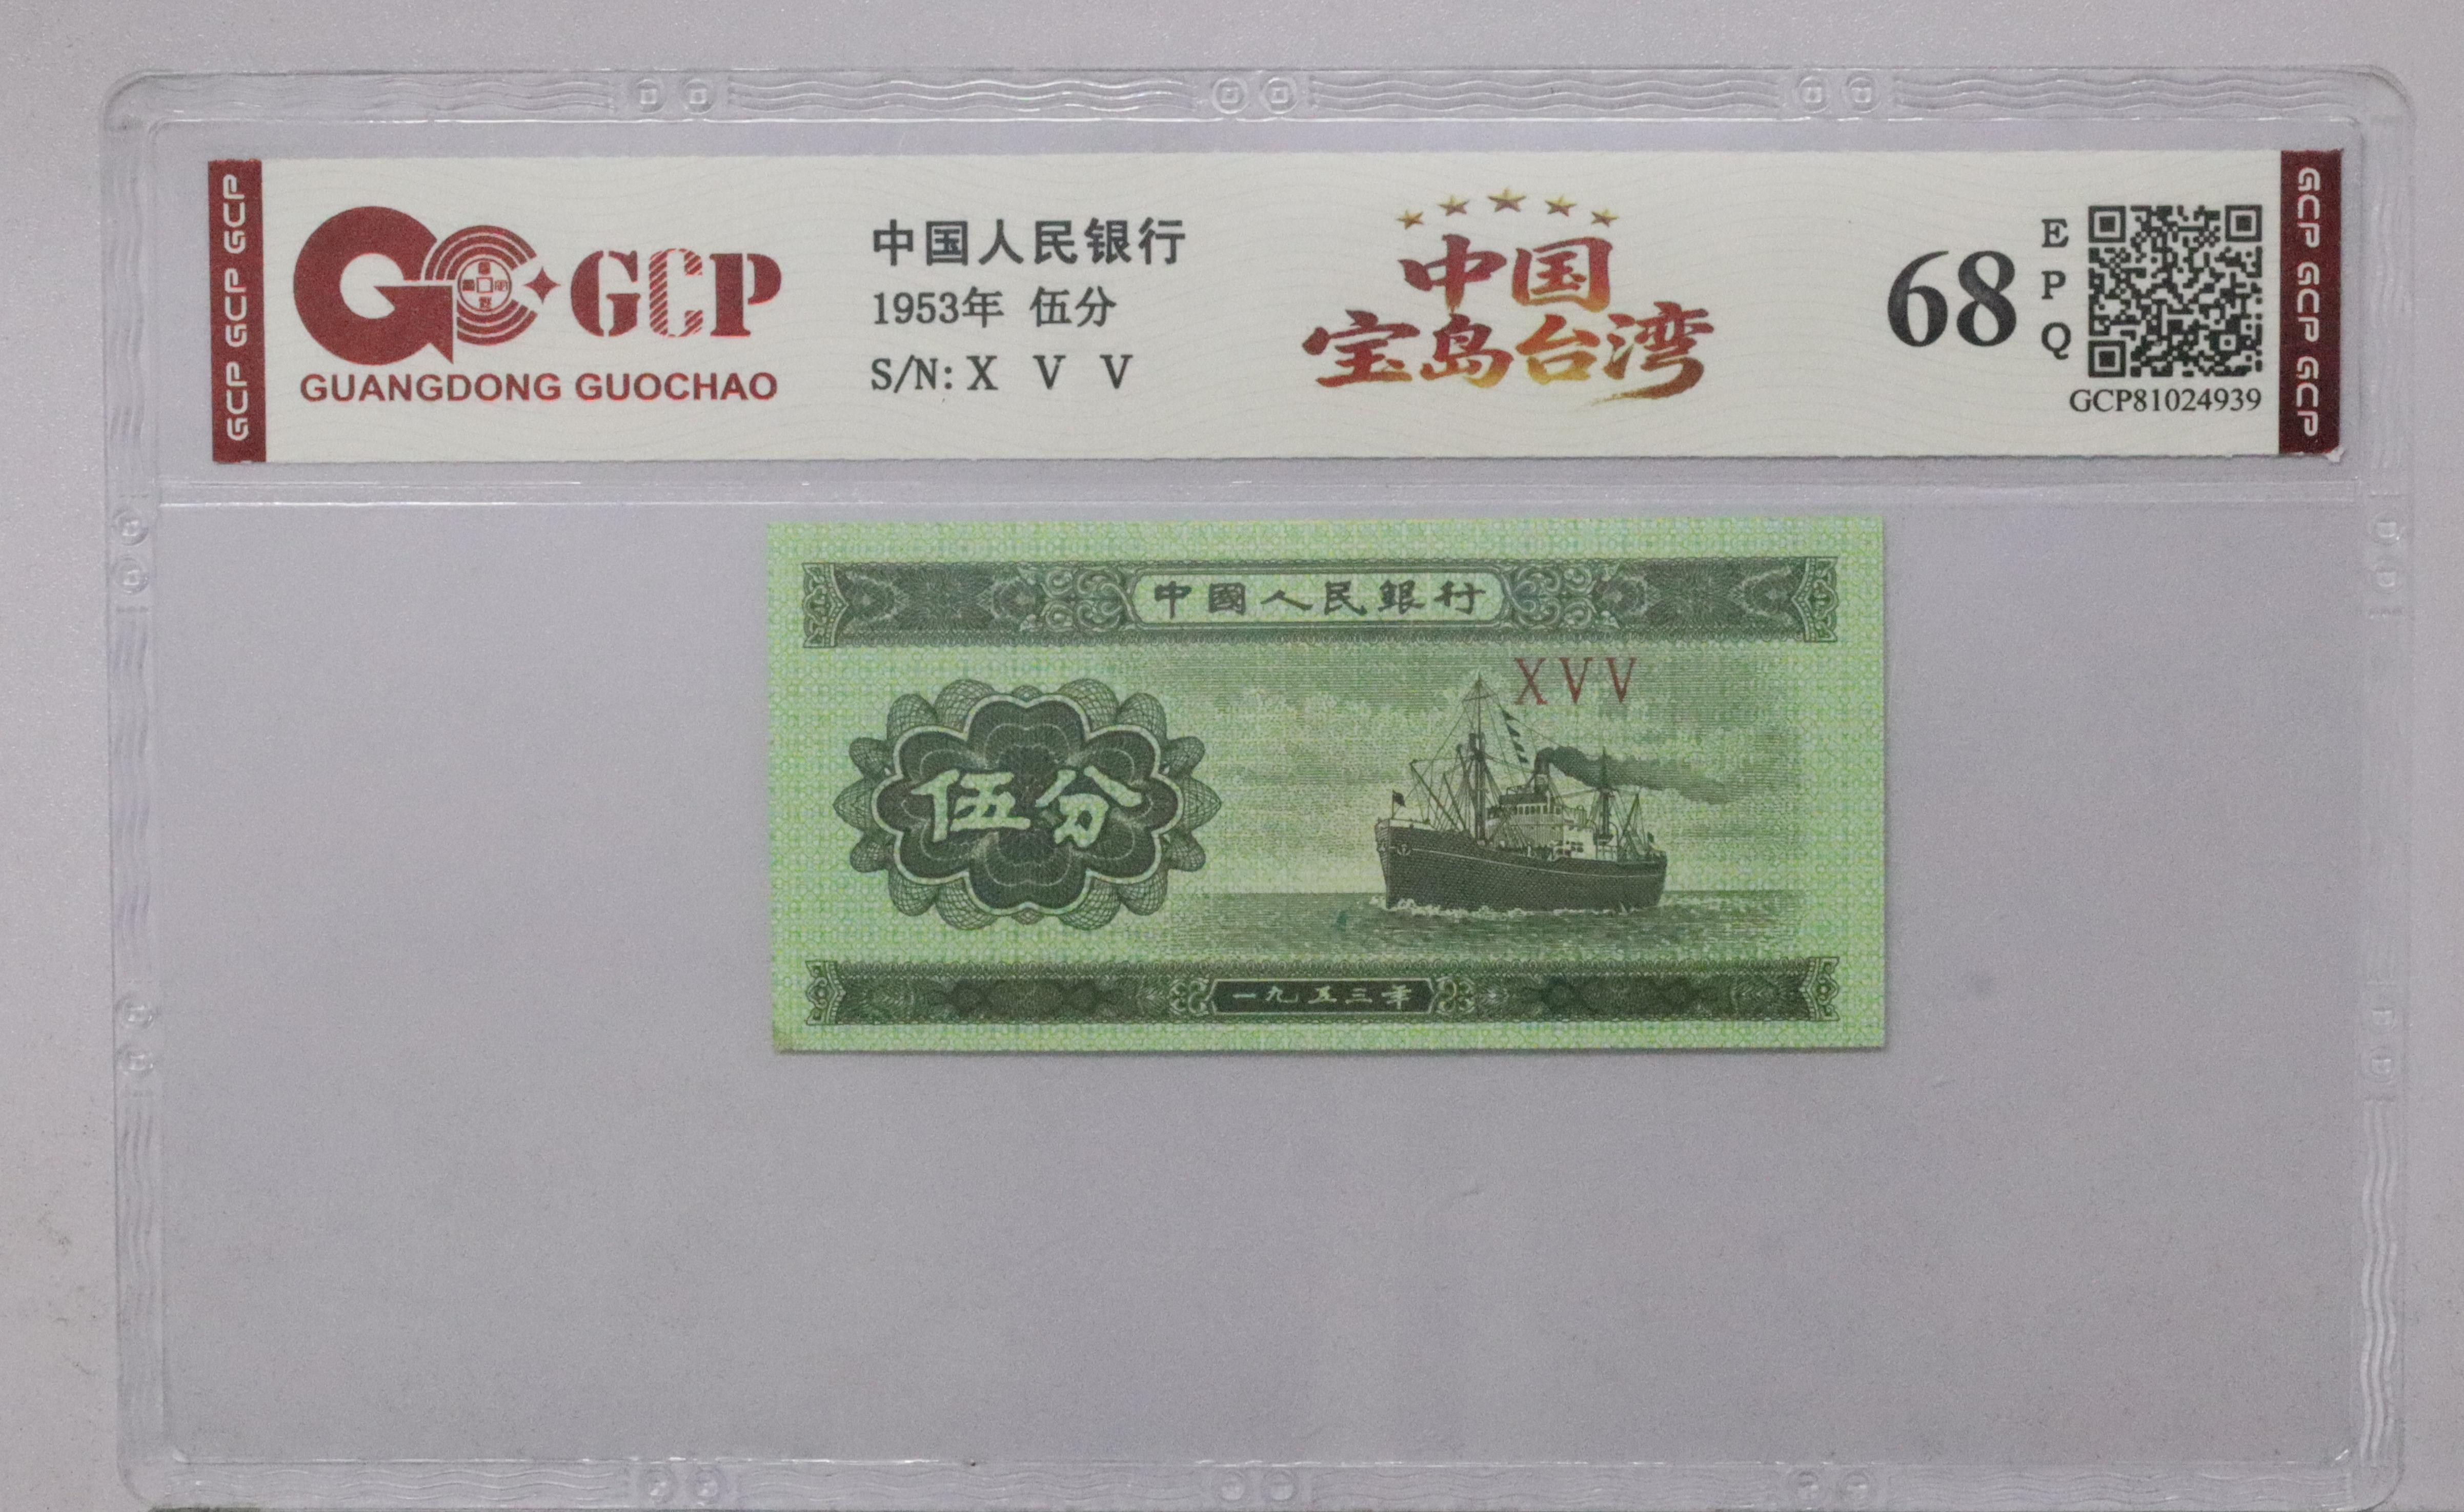 GCP GCP GCP
GCP
GUANGDONG GUOCHAO
中国人民银行
1953年 伍分
S/N: X V V
中国
宝岛台湾
68
E
P
Q
GCP81024939
GCP GCP GCP
中國人民銀行
XVV
伍分
一九五三年